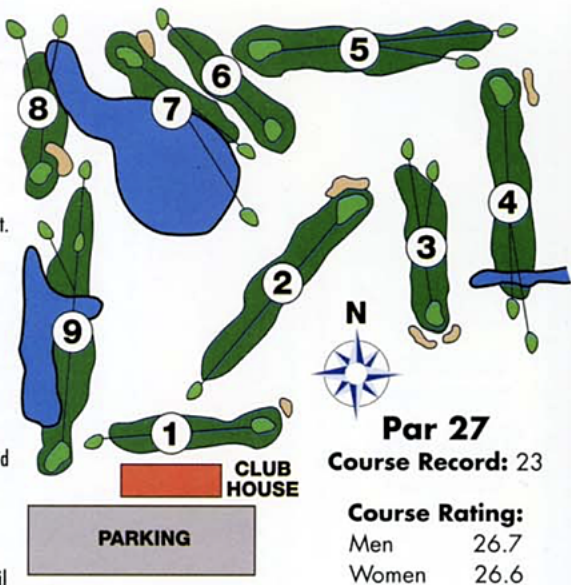 8
7
6
5
t.
9
2
3
4
N
1
Par 27
Course Record: 23
d
CLUB
HOUSE
PARKING
Course Rating:
Men 26.7
Women 26.6
il